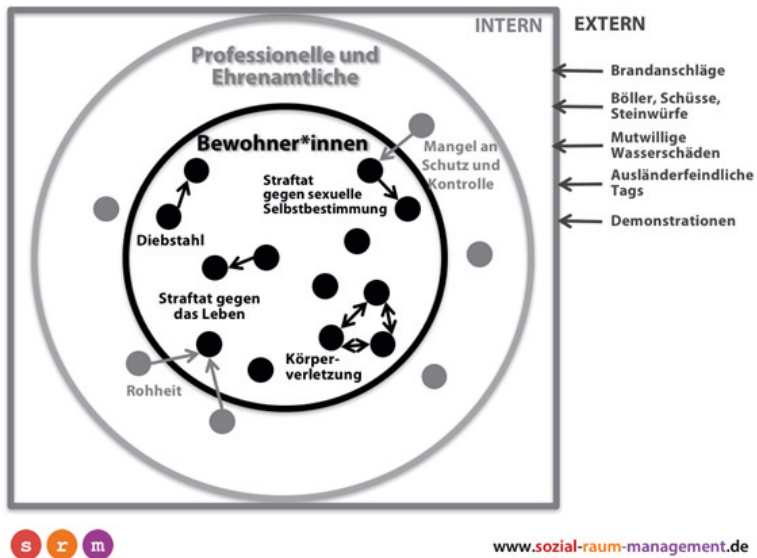 INTERN
EXTERN
Professionelle und
Ehrenamtliche
Bewohner*innen
Mangel an
Schutz und
Kontrolle
Straftat
gegen sexuelle
Selbstbestimmung
Diebstahl
Straftat gegen
das Leben
Körper-
verletzung
Rohheit
Brandanschläge
Böller, Schüsse,
Steinwürfe
Mutwillige
Wasserschäden
Ausländerfeindliche
Tags
Demonstrationen
s r m
www.sozial-raum-management.de